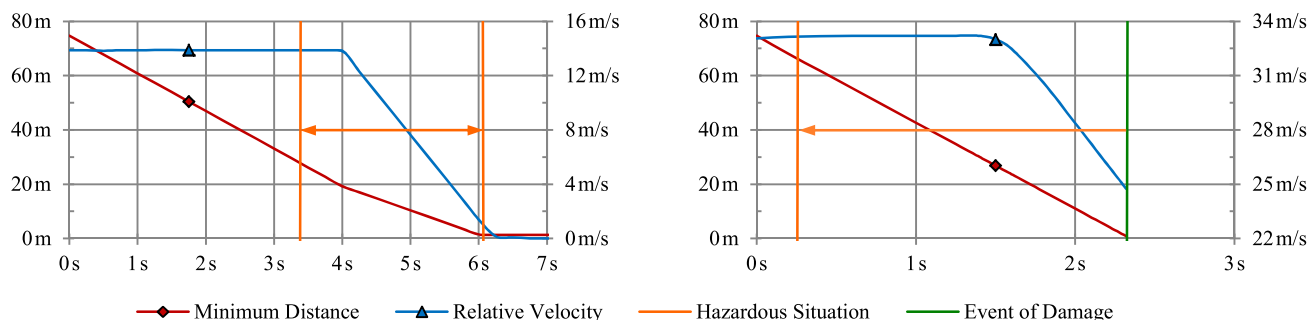 80 m 16 m/s 80 m 34 m/s
60 m 12 m/s 60 m 31 m/s
40 m 8 m/s 40 m 28 m/s
20 m 4 m/s 20 m 25 m/s
0 m 0 m/s 0 m 22 m/s
0 s 1 s 2 s 3 s 4 s 5 s 6 s 7 s 0 s 1 s 2 s 3 s
Minimum Distance Relative Velocity Hazardous Situation Event of Damage